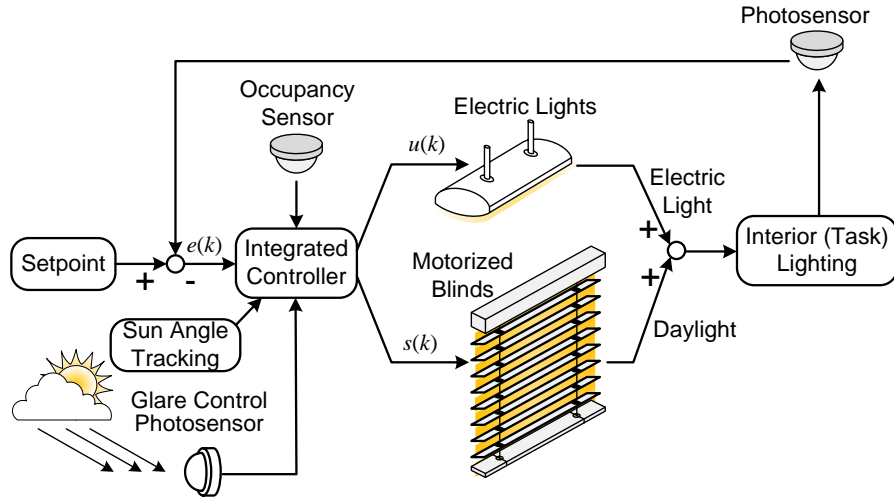 Photosensor
Occupancy
Sensor
Electric Lights
u(k)
Electric
Light
+
e(k)
Setpoint
+
-
Integrated
Controller
Interior (Task)
Lighting
Motorized
Blinds
+
Sun Angle
Tracking
s(k)
Daylight
Glare Control
Photosensor